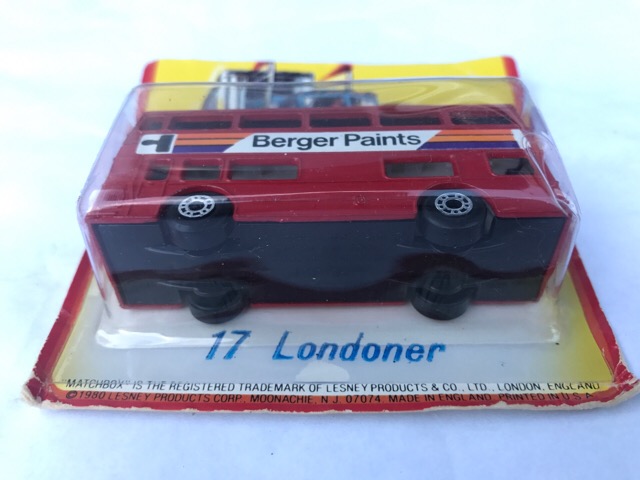 Berger Paints
17 Londoner
MATCHBOX® IS THE REGISTERED TRADEMARK OF LESNEY PRODUCTS & CO., LTD., LONDON, ENGLAND
©1980 LESNEY PRODUCTS CORP. MOONACHIE, N.J. 07074 MADE IN ENGLAND. PRINTED IN U.S.A.